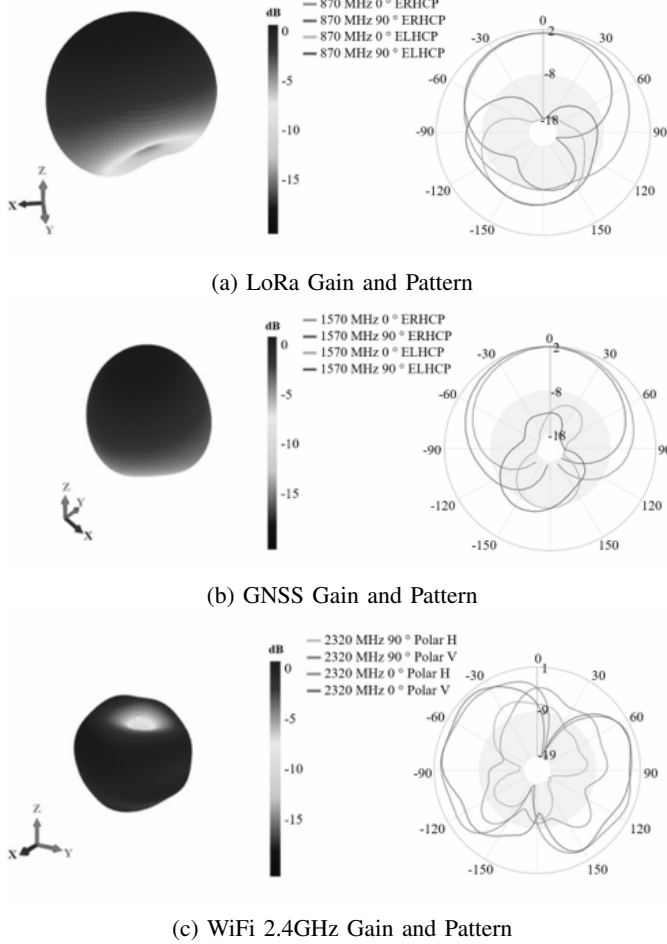 870 MHz 0 ° ERHCP
870 MHz 90 ° ERHCP
870 MHz 0 ° ELHCP
870 MHz 90 ° ELHCP
dB
0
-5
-10
-15
Z
X
Y
0
2
-30
30
-60
60
-8
-18
-90
90
-120
120
-150
150
(a) LoRa Gain and Pattern
1570 MHz 0 ° ERHCP
1570 MHz 90 ° ERHCP
1570 MHz 0 ° ELHCP
1570 MHz 90 ° ELHCP
dB
0
-5
-10
-15
Z
Y
X
0
2
-30
30
-60
60
-8
-18
-90
90
-120
120
-150
150
(b) GNSS Gain and Pattern
2320 MHz 90 ° Polar H
2320 MHz 90 ° Polar V
2320 MHz 0 ° Polar H
2320 MHz 0 ° Polar V
dB
0
-5
-10
-15
Z
X
Y
0
1
-30
30
-60
60
-9
-19
-90
90
-120
120
-150
150
(c) WiFi 2.4GHz Gain and Pattern